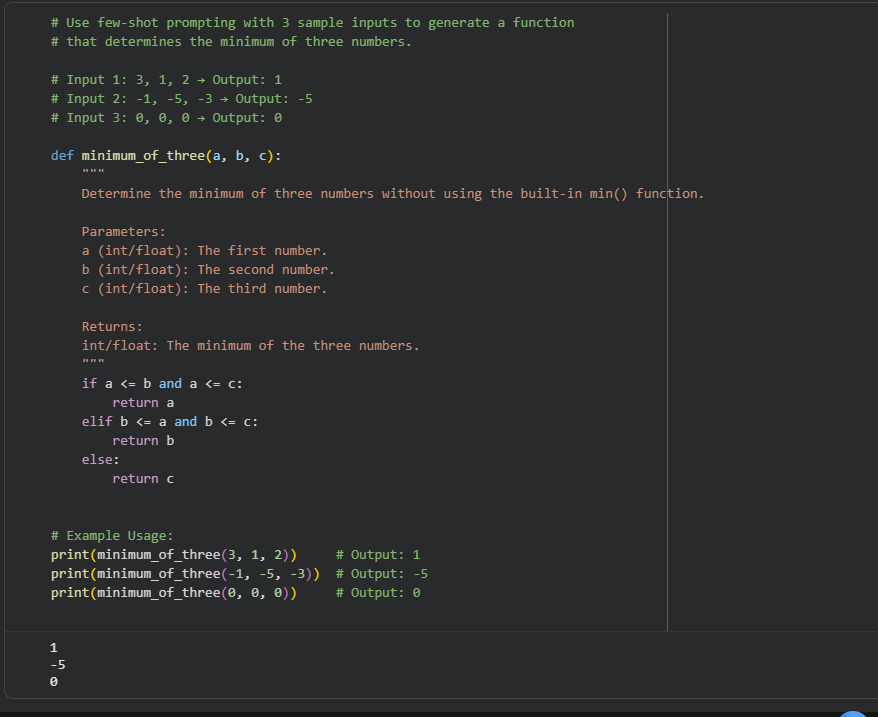 # Use few-shot prompting with 3 sample inputs to generate a function
# that determines the minimum of three numbers.
# Input 1: 3, 1, 2 → Output: 1
# Input 2: -1, -5, -3 → Output: -5
# Input 3: 0, 0, 0 → Output: 0
def minimum_of_three(a, b, c):
"""
Determine the minimum of three numbers without using the built-in min() function.
Parameters:
a (int/float): The first number.
b (int/float): The second number.
c (int/float): The third number.
Returns:
int/float: The minimum of the three numbers.
"""
if a <= b and a <= c:
return a
elif b <= a and b <= c:
return b
else:
return c
# Example Usage:
print(minimum_of_three(3, 1, 2)) # Output: 1
print(minimum_of_three(-1, -5, -3)) # Output: -5
print(minimum_of_three(0, 0, 0)) # Output: 0
1
-5
0